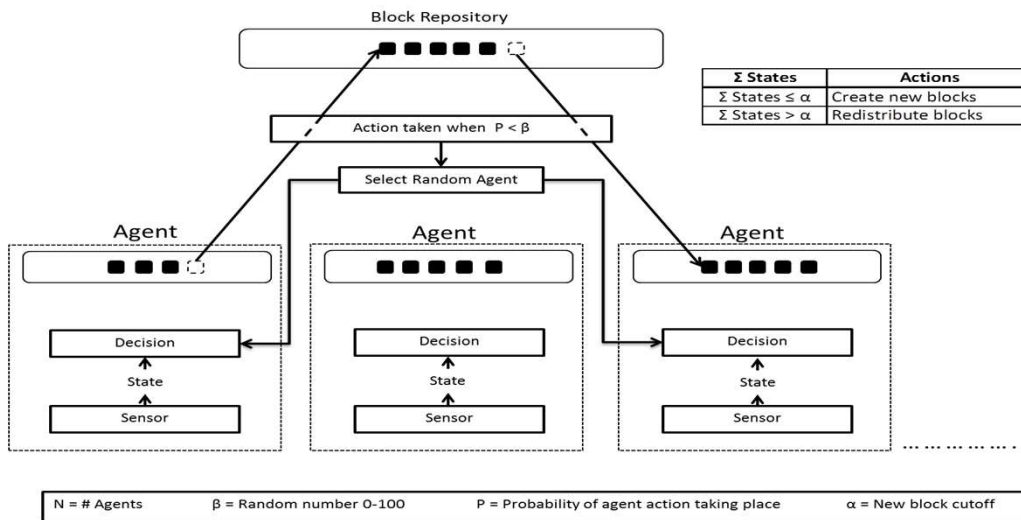 Block Repository
Σ States Actions
Σ States ≤ α Create new blocks
Σ States > α Redistribute blocks
Action taken when P < β
Select Random Agent
Agent Agent Agent
Decision Decision Decision
State State State
Sensor Sensor Sensor
… … … … … .
N = # Agents β = Random number 0-100 P = Probability of agent action taking place α = New block cutoff